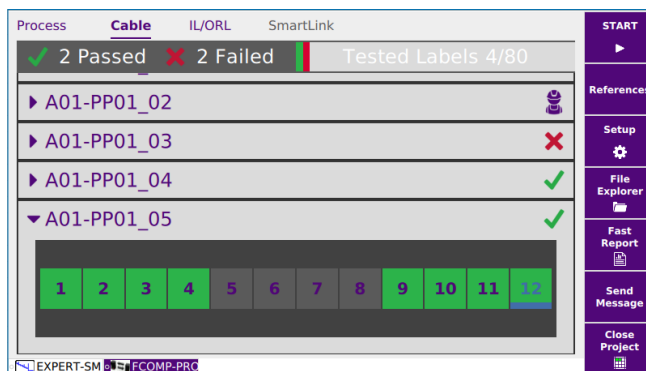 Process Cable IL/ORL SmartLink
2 Passed 2 Failed Tested Labels 4/80
A01-PP01_02
A01-PP01_03
A01-PP01_04
A01-PP01_05
1 2 3 4 5 6 7 8 9 10 11 12
START
References
Setup
File
Explorer
Fast
Report
Send
Message
Close
Project
EXPERT-SM FCOMP-PRO